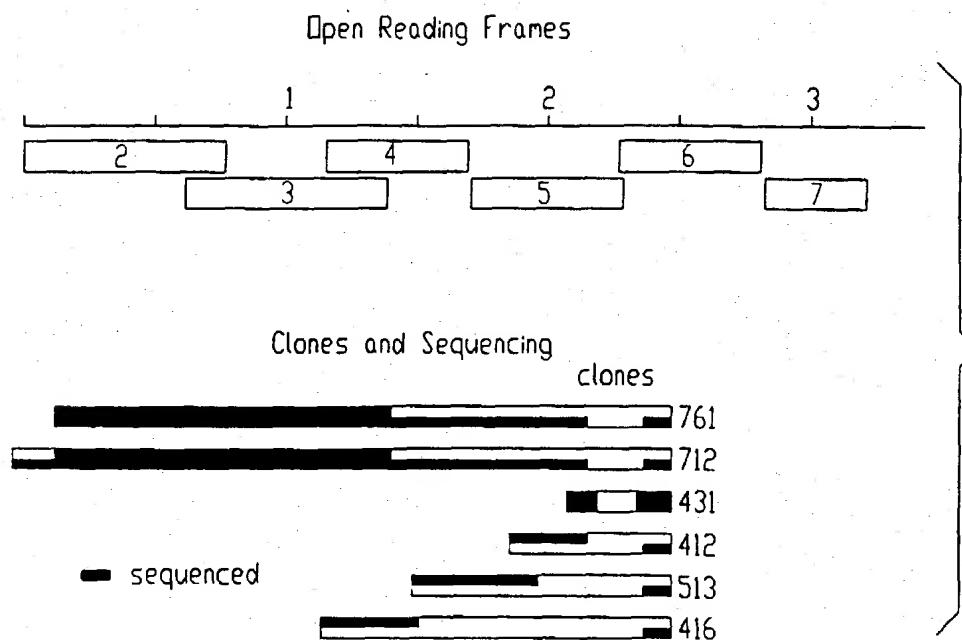 Open Reading Frames
1 2 3
2 4 6
3 5 7
Clones and Sequencing
clones
761
712
431
412
sequenced
513
416